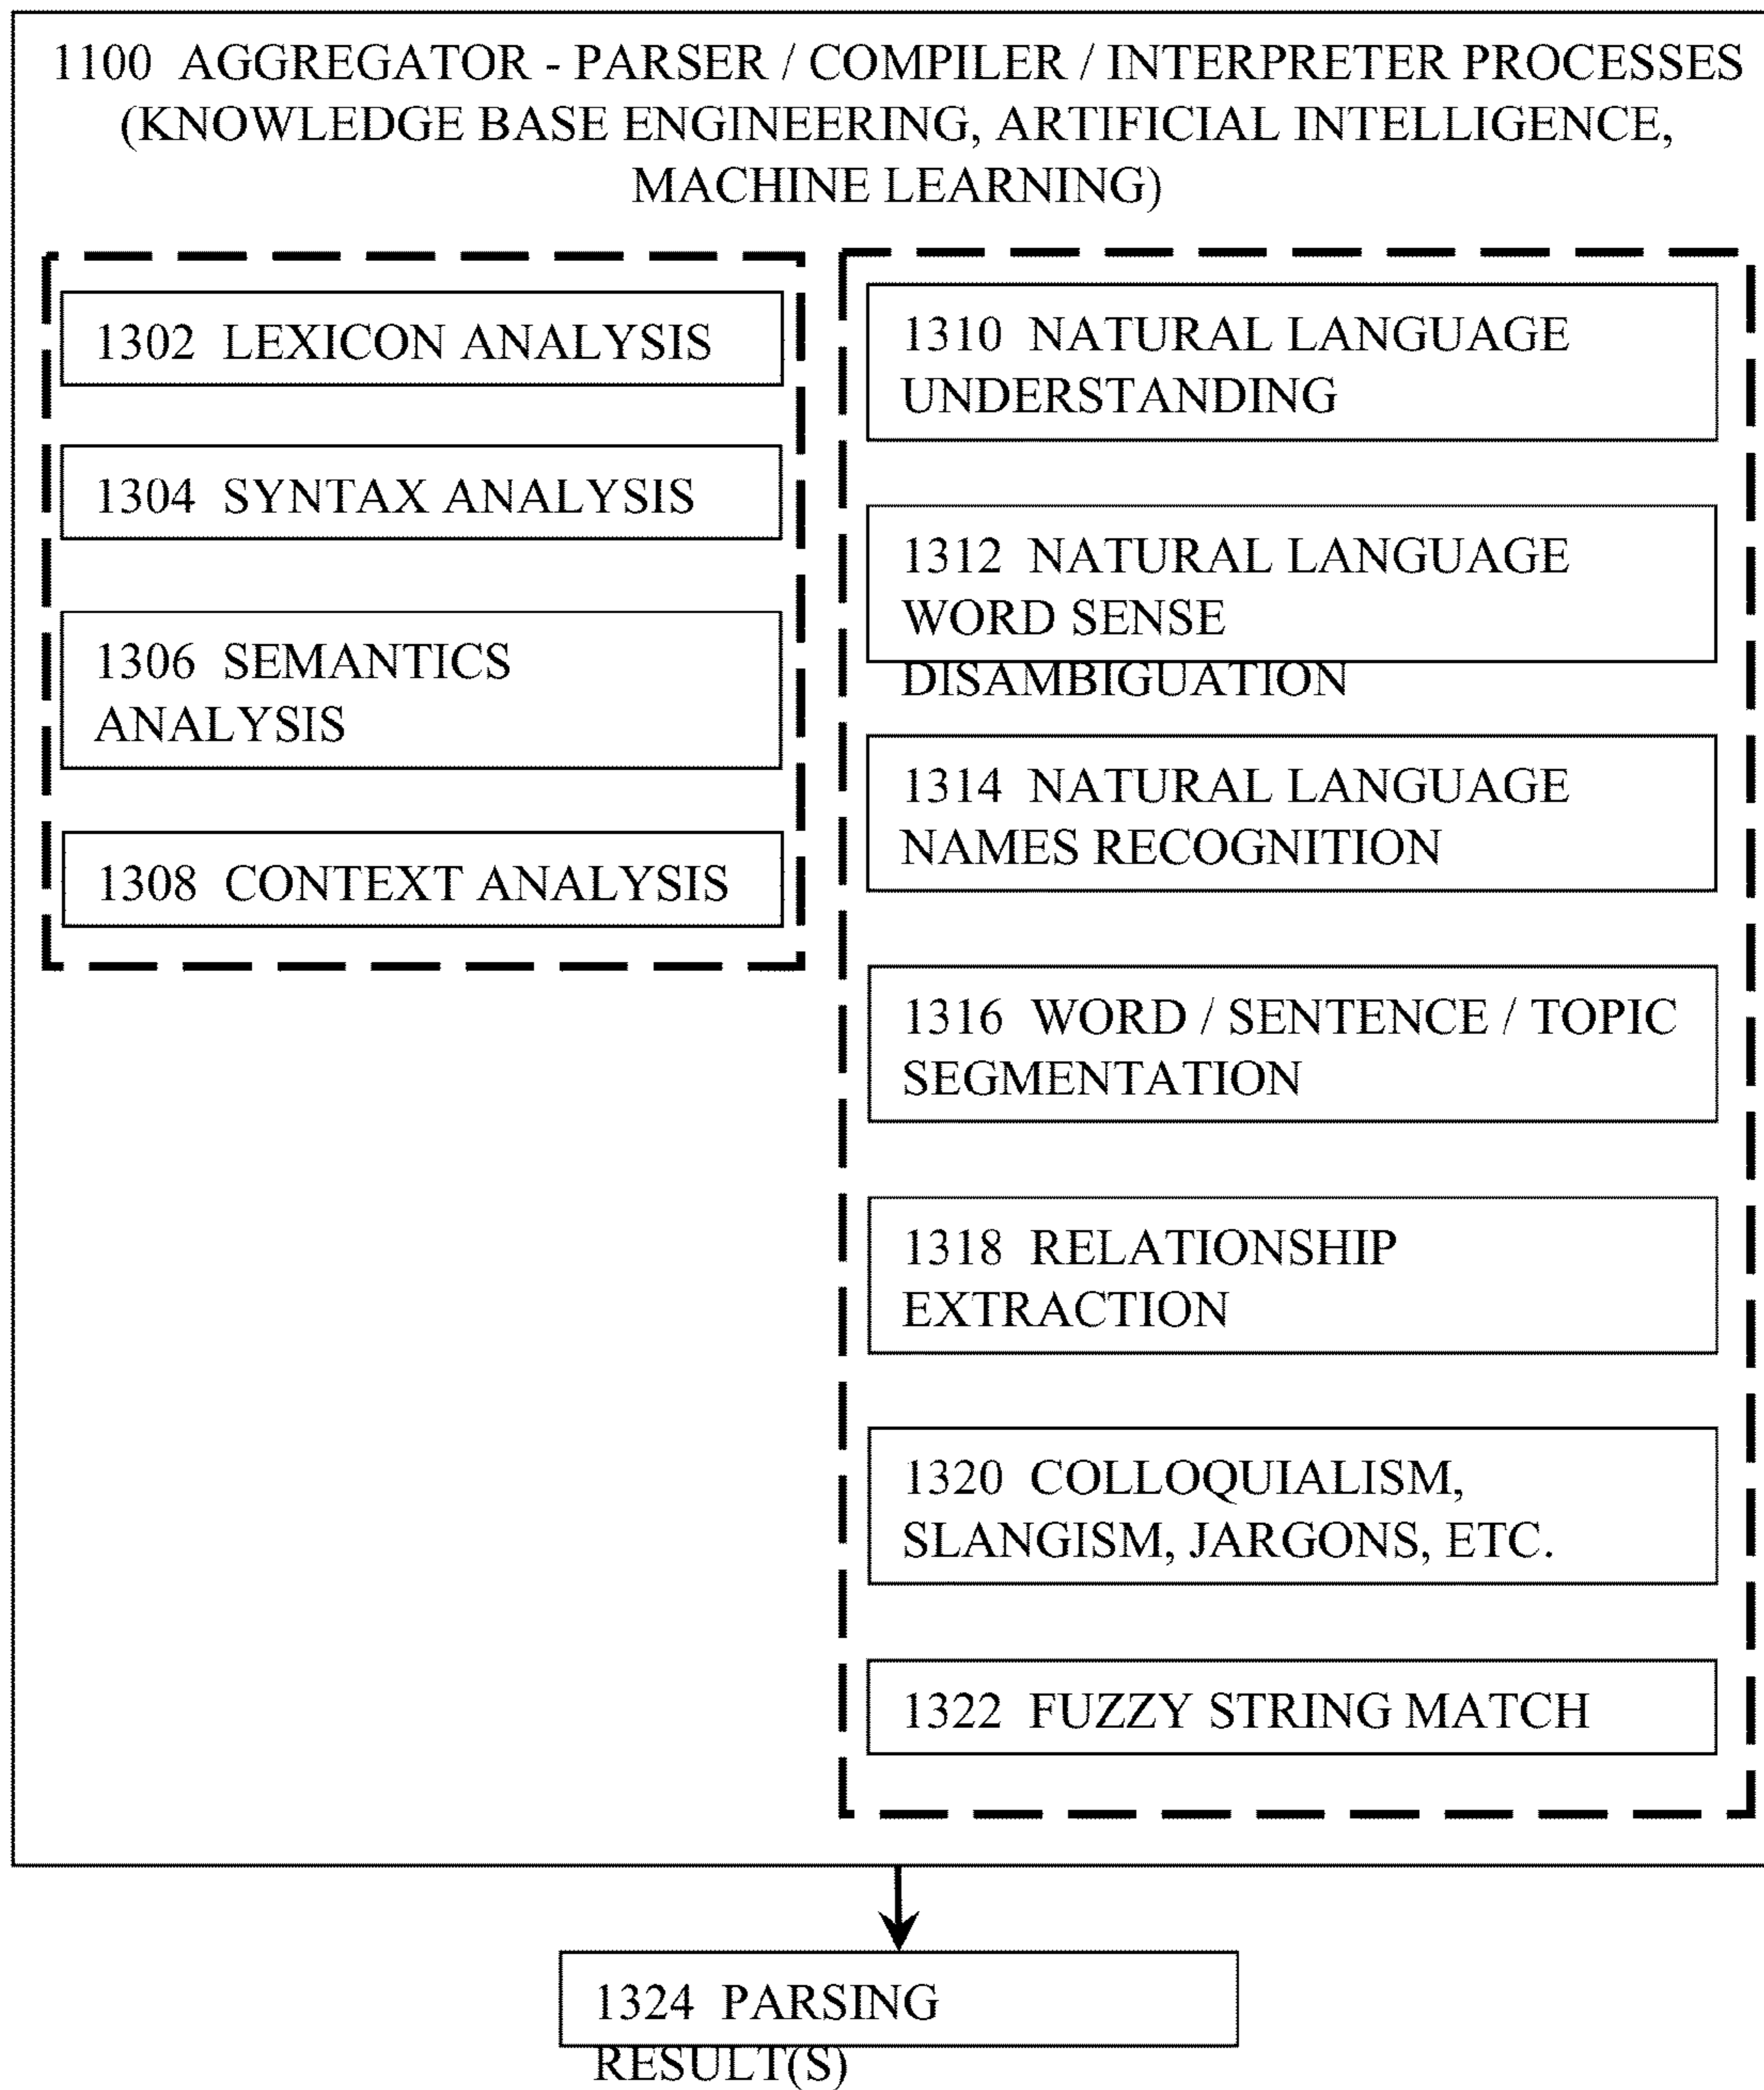 1100 AGGREGATOR - PARSER / COMPILER / INTERPRETER PROCESSES
(KNOWLEDGE BASE ENGINEERING, ARTIFICIAL INTELLIGENCE,
MACHINE LEARNING)
1302 LEXICON ANALYSIS
1304 SYNTAX ANALYSIS
1306 SEMANTICS
ANALYSIS
1308 CONTEXT ANALYSIS
1310 NATURAL LANGUAGE
UNDERSTANDING
1312 NATURAL LANGUAGE
WORD SENSE
DISAMBIGUATION
1314 NATURAL LANGUAGE
NAMES RECOGNITION
1316 WORD / SENTENCE / TOPIC
SEGMENTATION
1318 RELATIONSHIP
EXTRACTION
1320 COLLOQUIALISM,
SLANGISM, JARGONS, ETC.
1322 FUZZY STRING MATCH
1324 PARSING
RESULT(S)